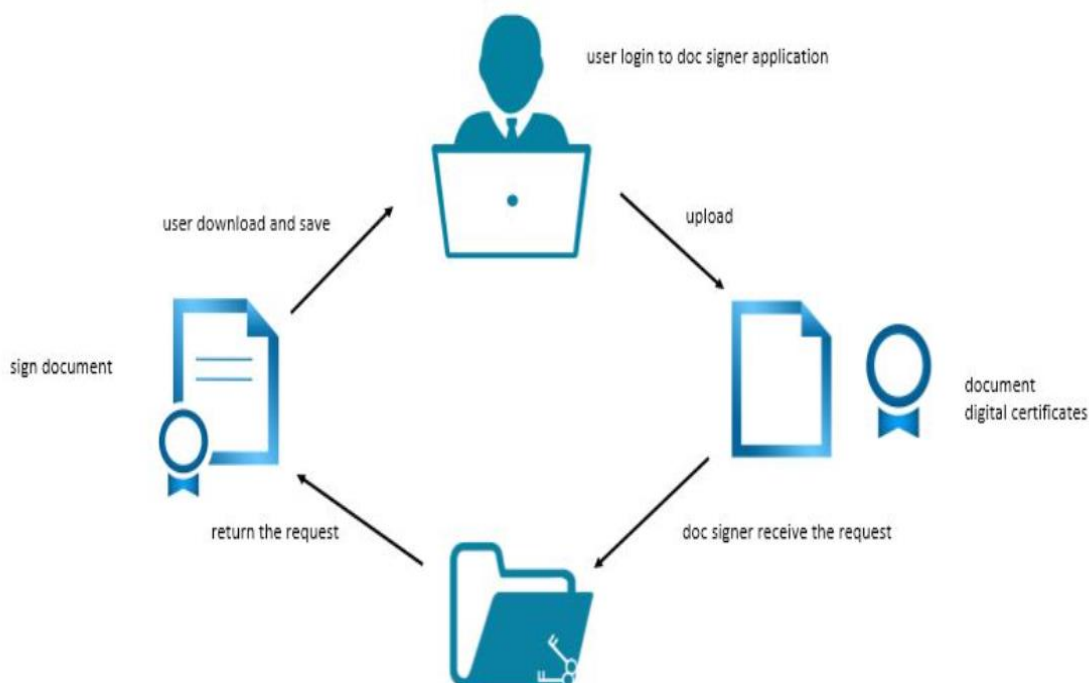 user login to doc signer application
user download and save
upload
sign document
document
digital certificates
return the request
doc signer receive the request